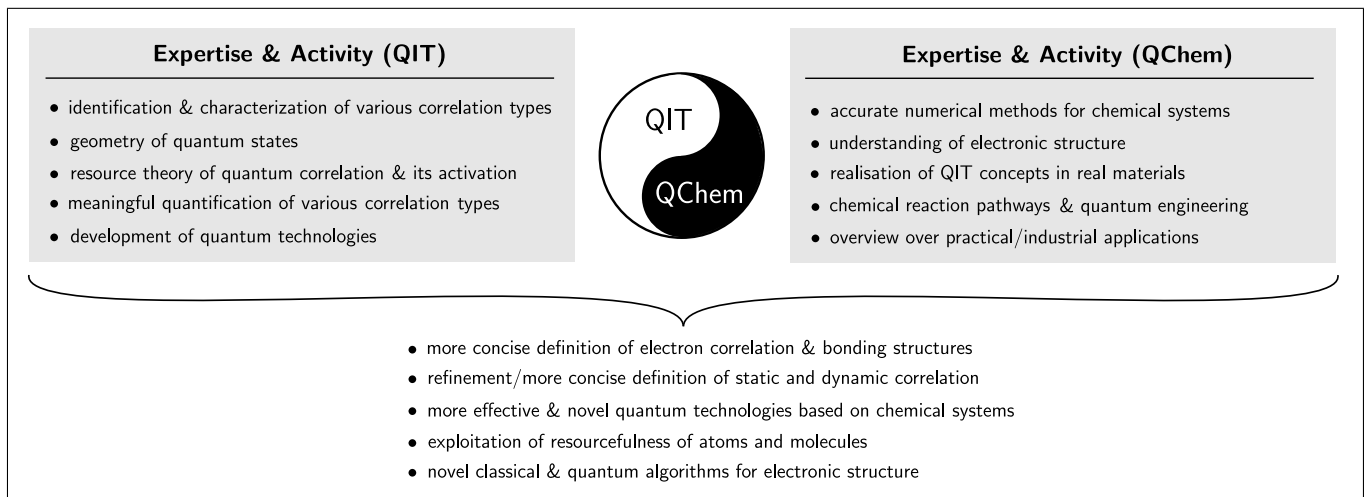 Expertise & Activity (QIT)
• identification & characterization of various correlation types
• geometry of quantum states
• resource theory of quantum correlation & its activation
• meaningful quantification of various correlation types
• development of quantum technologies
QIT
QChem
Expertise & Activity (QChem)
• accurate numerical methods for chemical systems
• understanding of electronic structure
• realisation of QIT concepts in real materials
• chemical reaction pathways & quantum engineering
• overview over practical/industrial applications
• more concise definition of electron correlation & bonding structures
• refinement/more concise definition of static and dynamic correlation
• more effective & novel quantum technologies based on chemical systems
• exploitation of resourcefulness of atoms and molecules
• novel classical & quantum algorithms for electronic structure